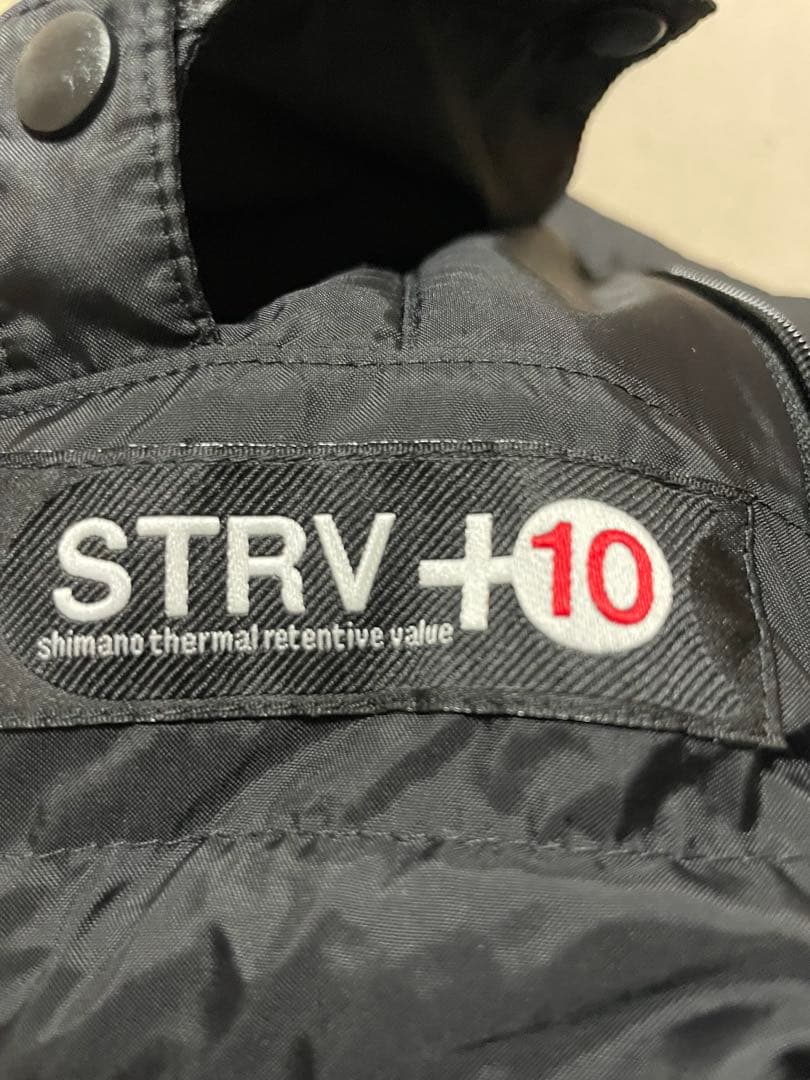 STRV +10
shimano thermal retentive value